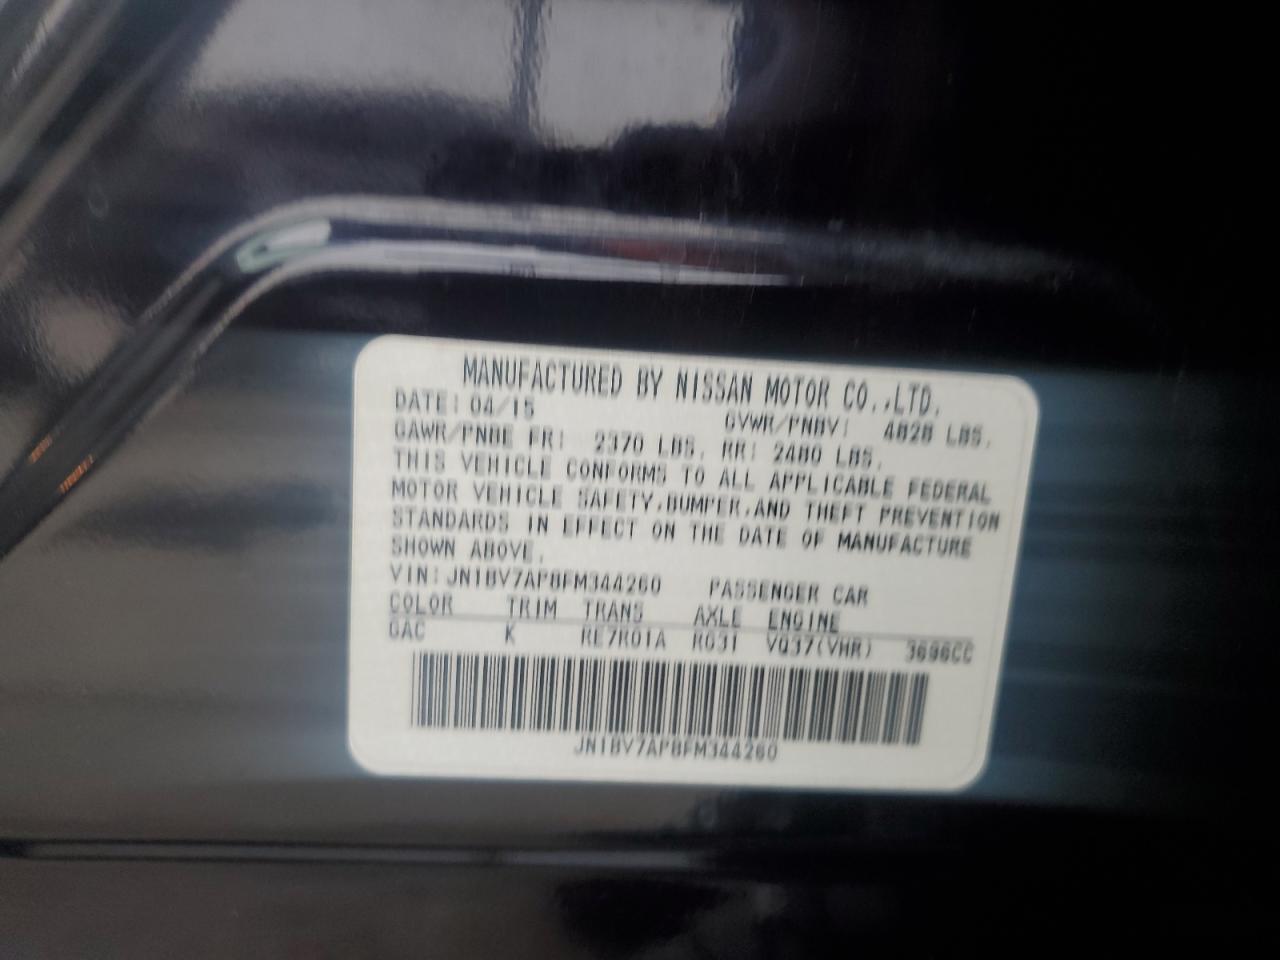 MANUFACTURED BY NISSAN MOTOR CO.,LTD.
DATE: 04/15 GVWR/PNBV: 4828 LBS.
GAWR/PNBE FR: 2370 LBS. RR: 2480 LBS.
THIS VEHICLE CONFORMS TO ALL APPLICABLE FEDERAL
MOTOR VEHICLE SAFETY,BUMPER,AND THEFT PREVENTION
STANDARDS IN EFFECT ON THE DATE OF MANUFACTURE
SHOWN ABOVE.
VIN: JN1BV7AP8FM344260 PASSENGER CAR
COLOR TRIM TRANS AXLE ENGINE
GAC K RE7R01A RG31 VQ37(VHR) 3696CC
JN1BV7AP8FM344260